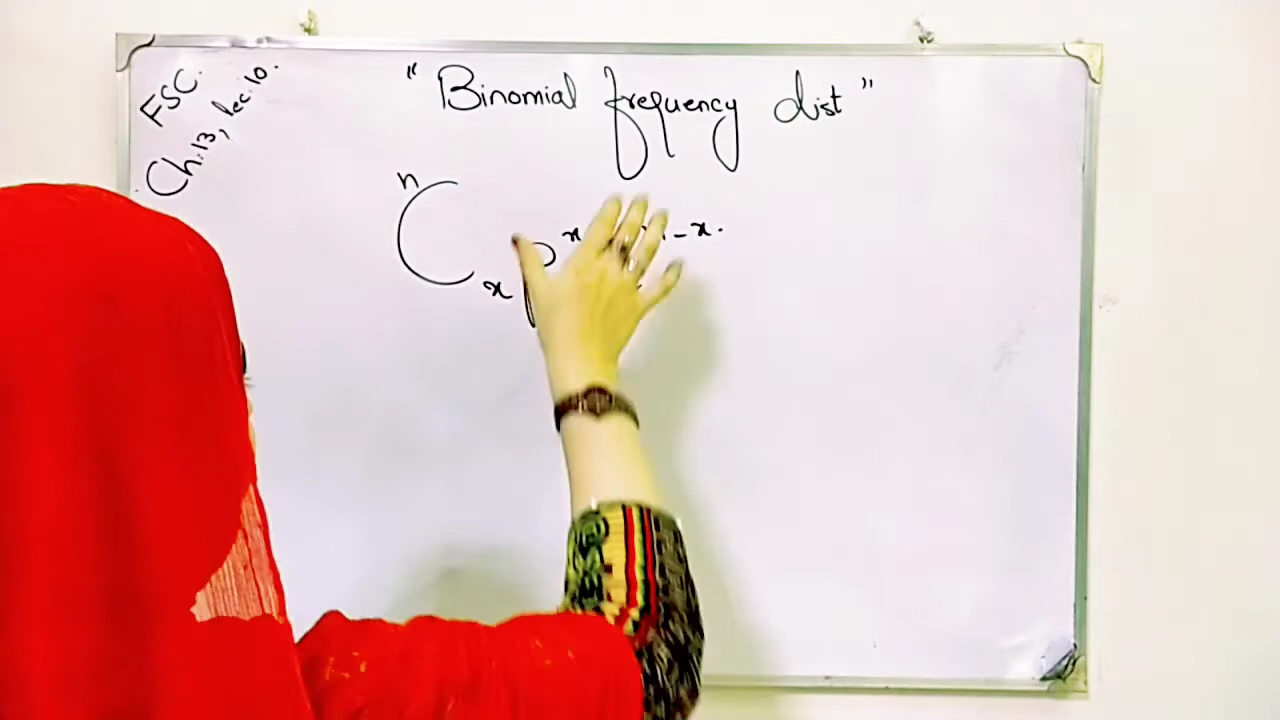 FSC.
Ch.13, lec.10.
"Binomial frequency dist"
n
C x p x - x.